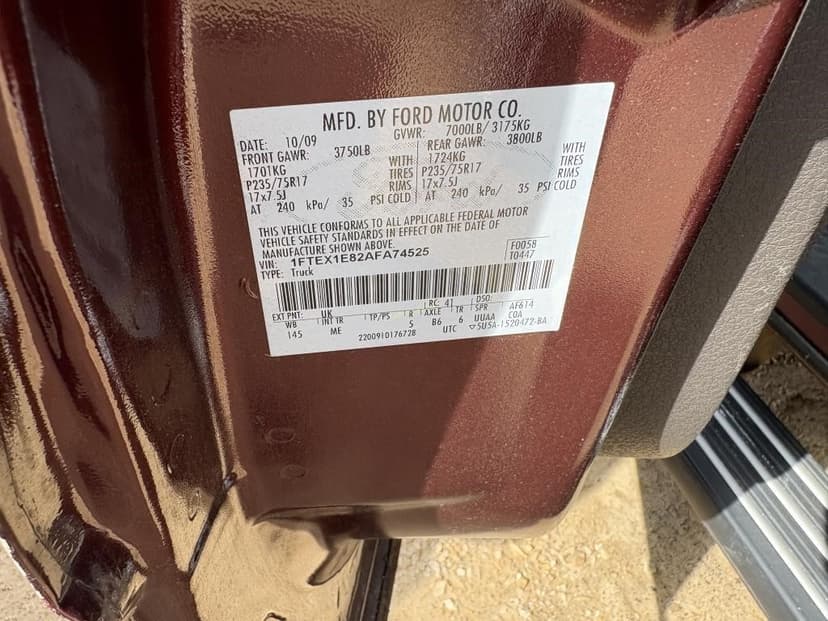 MFD. BY FORD MOTOR CO.
DATE: 10/09 GVWR: 7000LB/ 3175KG
FRONT GAWR: 3750LB REAR GAWR: 3800LB
1701KG WITH 1724KG WITH
P235/75R17 TIRES P235/75R17 TIRES
17x7.5J RIMS 17x7.5J RIMS
AT 240 kPa/ 35 PSI COLD AT 240 kPa/ 35 PSI COLD
THIS VEHICLE CONFORMS TO ALL APPLICABLE FEDERAL MOTOR
VEHICLE SAFETY STANDARDS IN EFFECT ON THE DATE OF
MANUFACTURE SHOWN ABOVE.
VIN: 1FTEX1E82AFA74525 F0058
TYPE: Truck T0447
EXT PNT: UK RC: 41 DSO: AF614
WB INT TR TP/PS R AXLE TR SPR COA
145 ME 5 B6 6 UUAA
2200910176728 UTC ▽5U5A-1520472-BA